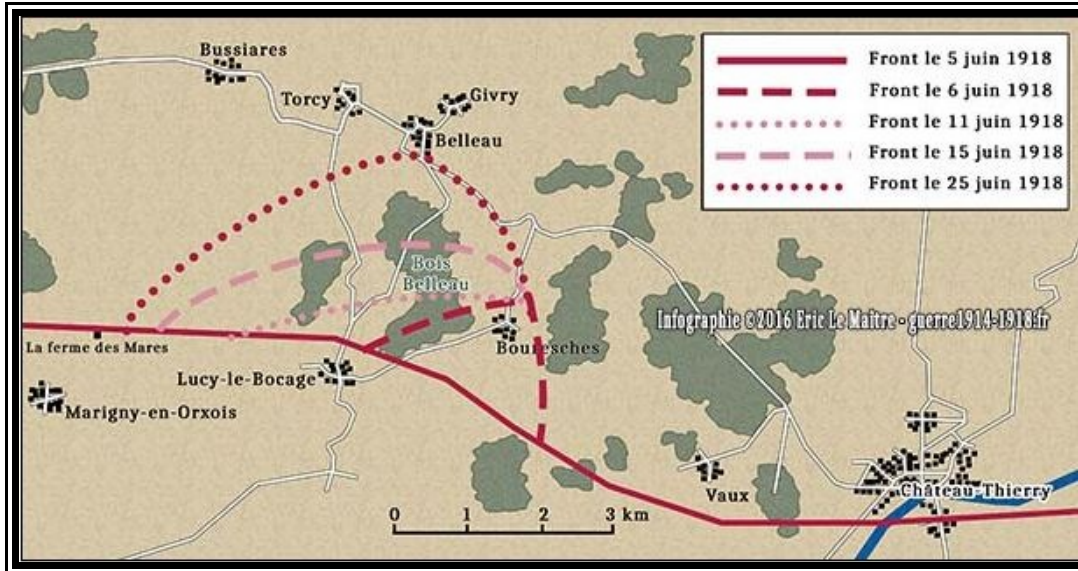 Bussiares
Torcy
Givry
Belleau
Front le 5 juin 1918
Front le 6 juin 1918
Front le 11 juin 1918
Front le 15 juin 1918
Front le 25 juin 1918
Bois
Belleau
Infographie ©2016 Eric Le Maitre - guerre1914-1918.fr
La ferme des Mares
Bouresches
Lucy-le-Bocage
Marigny-en-Orxois
Vaux
Château-Thierry
0 1 2 3 km